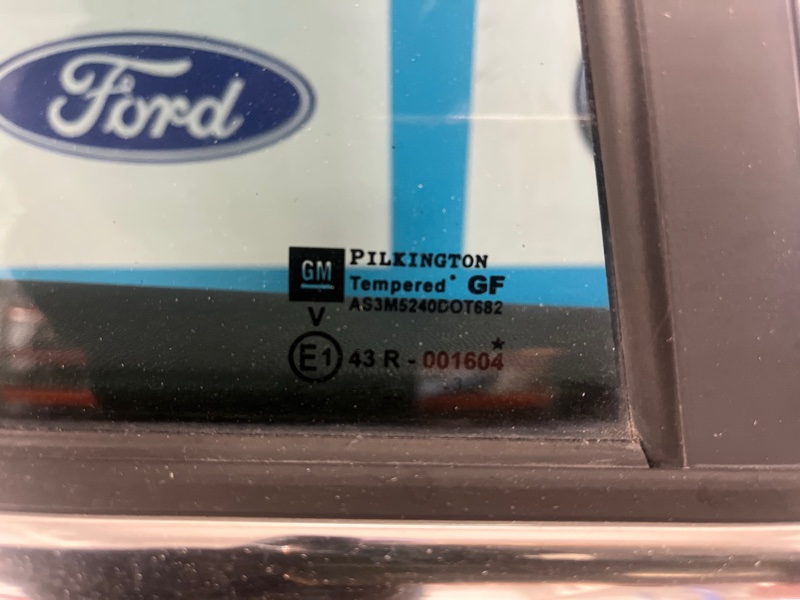 Ford
GM
PILKINGTON
Tempered* GF
AS3M5240DOT682
V
E1 43 R - 001604*